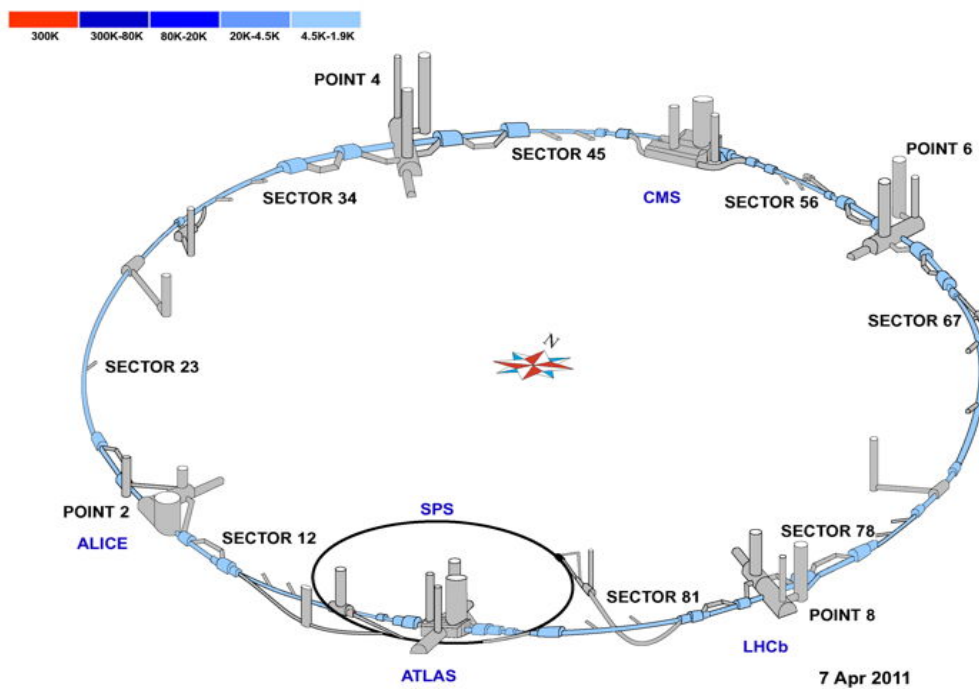 300K 300K-80K 80K-20K 20K-4.5K 4.5K-1.9K
POINT 4
SECTOR 45
POINT 6
SECTOR 34
CMS
SECTOR 56
SECTOR 67
N
SECTOR 23
POINT 2
ALICE
SECTOR 12
SPS
SECTOR 78
SECTOR 81
POINT 8
LHCb
ATLAS
7 Apr 2011